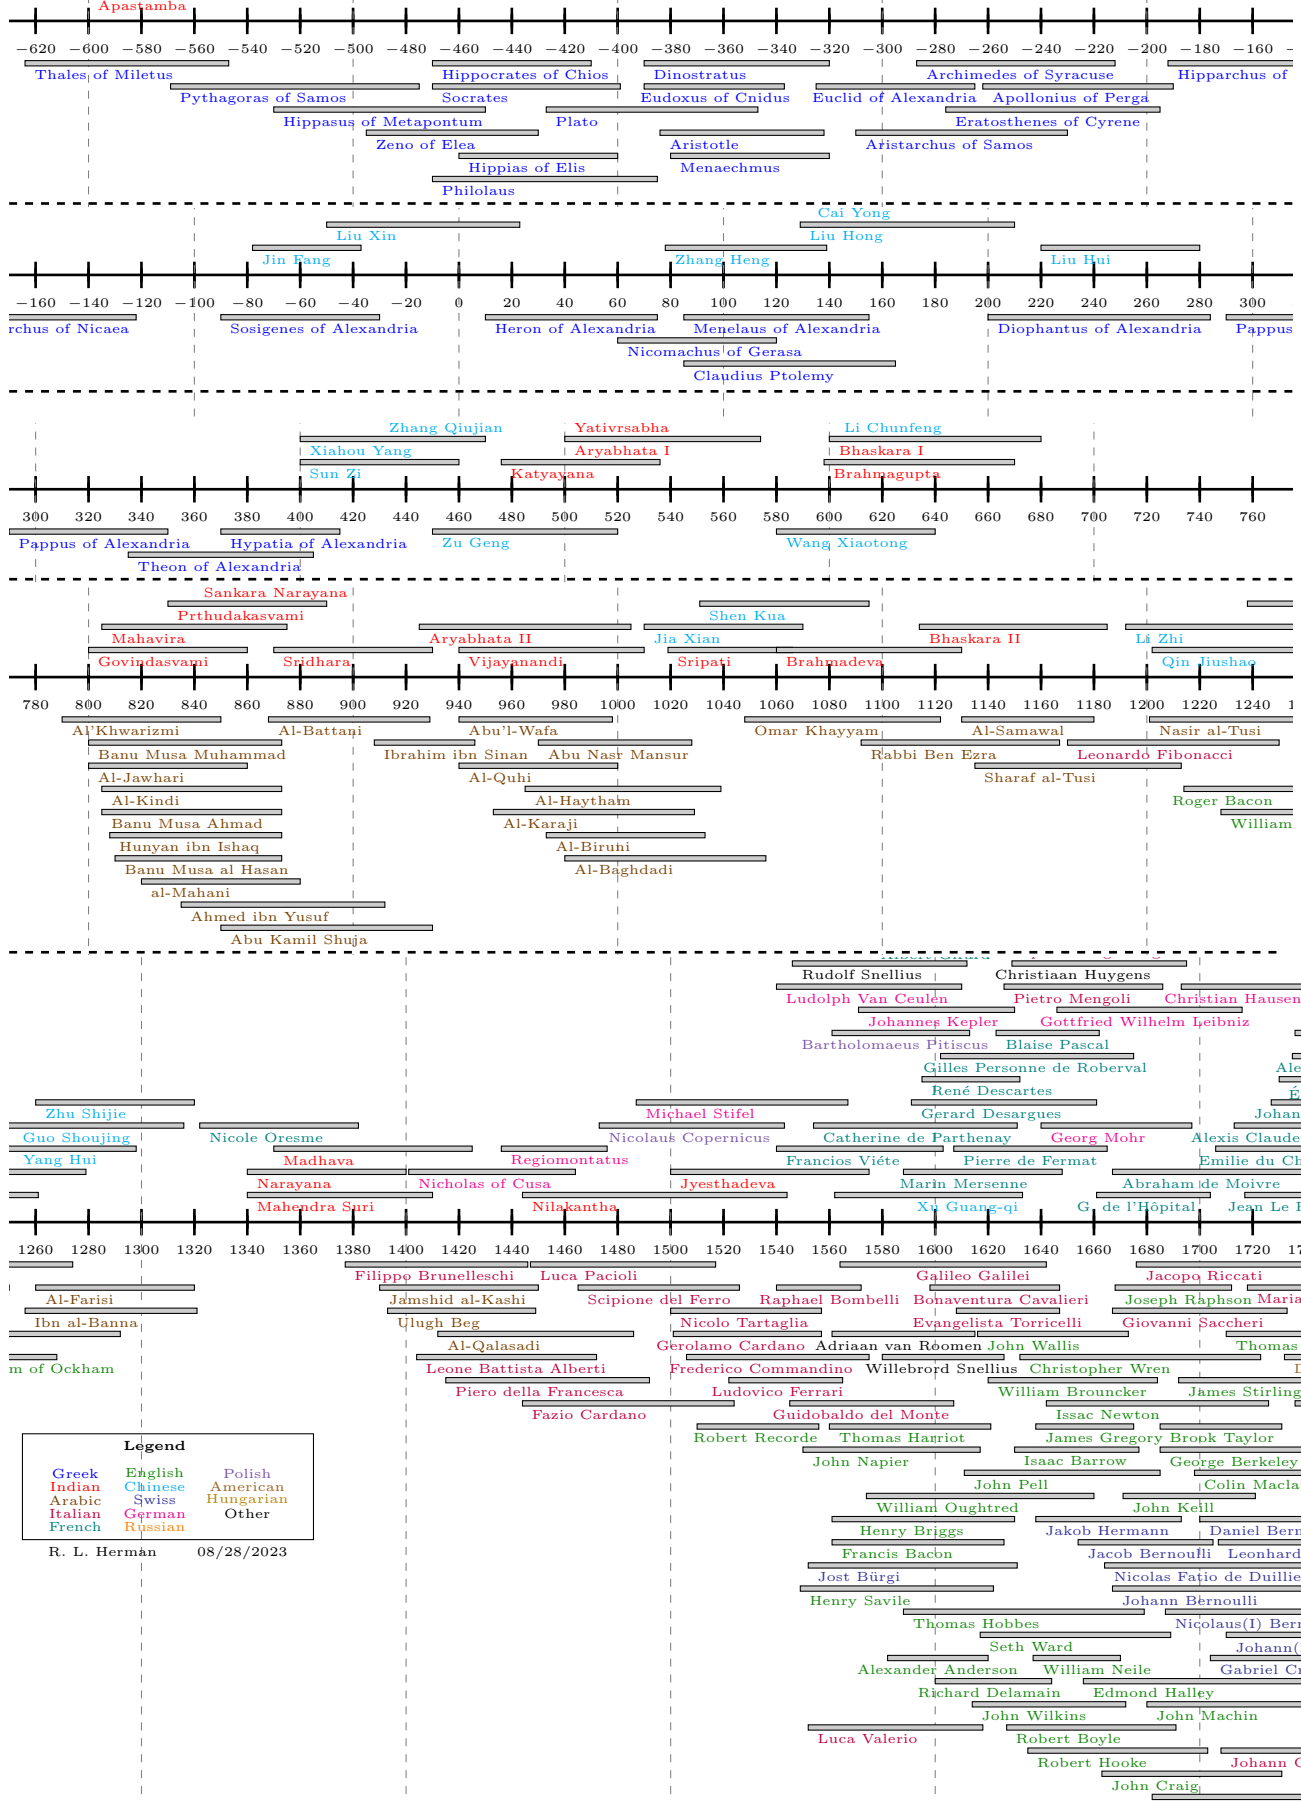 Apastamba
−620 −600 −580 −560 −540 −520 −500 −480 −460 −440 −420 −400 −380 −360 −340 −320 −300 −280 −260 −240 −220 −200 −180 −160
Thales of Miletus Hippocrates of Chios Dinostratus Archimedes of Syracuse Hipparchus of
Pythagoras of Samos Socrates Eudoxus of Cnidus Euclid of Alexandria Apollonius of Perga
Hippasus of Metapontum Plato Eratosthenes of Cyrene
Zeno of Elea Aristotle Aristarchus of Samos
Hippias of Elis Menaechmus
Philolaus
Cai Yong
Liu Xin Liu Hong
Jin Fang Zhang Heng Liu Hui
−160 −140 −120 −100 −80 −60 −40 −20 0 20 40 60 80 100 120 140 160 180 200 220 240 260 280 300
rchus of Nicaea Sosigenes of Alexandria Heron of Alexandria Menelaus of Alexandria Diophantus of Alexandria Pappus
Nicomachus of Gerasa
Claudius Ptolemy
Zhang Qiujian Yativrsabha Li Chunfeng
Xiahou Yang Aryabhata I Bhaskara I
Sun Zi Katyayana Brahmagupta
300 320 340 360 380 400 420 440 460 480 500 520 540 560 580 600 620 640 660 680 700 720 740 760
Pappus of Alexandria Hypatia of Alexandria Zu Geng Wang Xiaotong
Theon of Alexandria
Sankara Narayana
Prthudakasvami Shen Kua
Mahavira Aryabhata II Jia Xian Bhaskara II Li Zhi
Govindasvami Sridhara Vijayanandi Sripati Brahmadeva Qin Jiushao
780 800 820 840 860 880 900 920 940 960 980 1000 1020 1040 1060 1080 1100 1120 1140 1160 1180 1200 1220 1240 1
Al'Khwarizmi Al-Battani Abu'l-Wafa Omar Khayyam Al-Samawal Nasir al-Tusi
Banu Musa Muhammad Ibrahim ibn Sinan Abu Nasr Mansur Rabbi Ben Ezra Leonardo Fibonacci
Al-Jawhari Al-Quhi Sharaf al-Tusi
Al-Kindi Al-Haytham Roger Bacon
Banu Musa Ahmad Al-Karaji William
Hunyan ibn Ishaq Al-Biruni
Banu Musa al Hasan Al-Baghdadi
al-Mahani
Ahmed ibn Yusuf
Abu Kamil Shuja
Rudolf Snellius Christiaan Huygens
Ludolph Van Ceulen Pietro Mengoli Christian Hausen
Johannes Kepler Gottfried Wilhelm Leibniz
Bartholomaeus Pitiscus Blaise Pascal
Gilles Personne de Roberval Ale
René Descartes É
Zhu Shijie Michael Stifel Gerard Desargues Johan
Guo Shoujing Nicole Oresme Nicolaus Copernicus Catherine de Parthenay Georg Mohr Alexis Claude
Yang Hui Madhava Regiomontatus Francios Viéte Pierre de Fermat Emilie du Ch
Narayana Nicholas of Cusa Jyesthadeva Marin Mersenne Abraham de Moivre
Mahendra Suri Nilakantha Xu Guang-qi G. de l'Hôpital Jean Le R
1260 1280 1300 1320 1340 1360 1380 1400 1420 1440 1460 1480 1500 1520 1540 1560 1580 1600 1620 1640 1660 1680 1700 1720 17
Filippo Brunelleschi Luca Pacioli Galileo Galilei Jacopo Riccati
Al-Farisi Jamshid al-Kashi Scipione del Ferro Raphael Bombelli Bonaventura Cavalieri Joseph Raphson Maria
Ibn al-Banna Ulugh Beg Nicolo Tartaglia Evangelista Torricelli Giovanni Saccheri
Al-Qalasadi Gerolamo Cardano Adriaan van Roomen John Wallis Thomas
m of Ockham Leone Battista Alberti Frederico Commandino Willebrord Snellius Christopher Wren
Piero della Francesca Ludovico Ferrari William Brouncker James Stirling
Fazio Cardano Guidobaldo del Monte Issac Newton
Robert Recorde Thomas Harriot James Gregory Brook Taylor
John Napier Isaac Barrow George Berkeley
John Pell Colin Macla
William Oughtred John Keill
Henry Briggs Jakob Hermann Daniel Bern
Francis Bacon Jacob Bernoulli Leonhard
Jost Bürgi Nicolas Fatio de Duillie
Henry Savile Johann Bernoulli
Thomas Hobbes Nicolaus(I) Bern
Seth Ward Johann(
Alexander Anderson William Neile Gabriel Cr
Richard Delamain Edmond Halley
John Wilkins John Machin
Luca Valerio Robert Boyle
Robert Hooke Johann C
John Craig
Legend
Greek English Polish
Indian Chinese American
Arabic Swiss Hungarian
Italian German Other
French Russian
R. L. Herman 08/28/2023